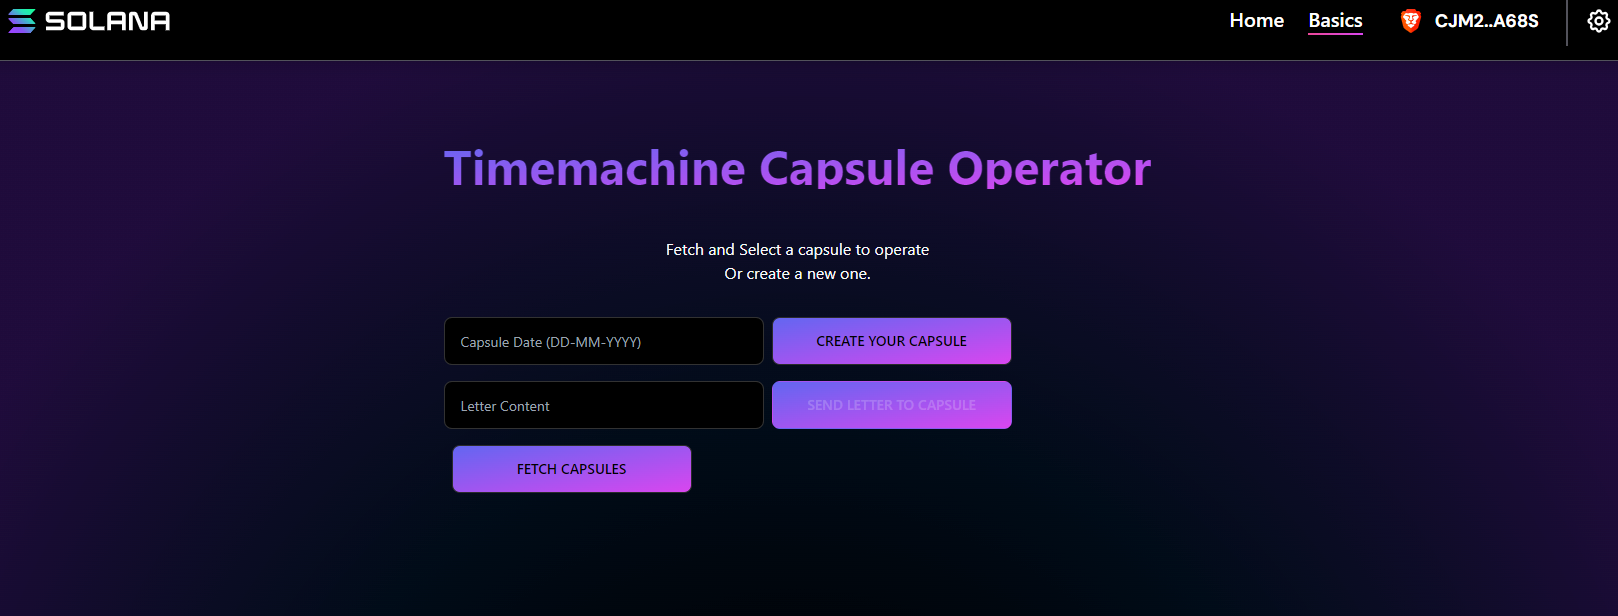 SOLANA
Home Basics CJM2..A68S
Timemachine Capsule Operator
Fetch and Select a capsule to operate
Or create a new one.
Capsule Date (DD-MM-YYYY) CREATE YOUR CAPSULE
Letter Content SEND LETTER TO CAPSULE
FETCH CAPSULES